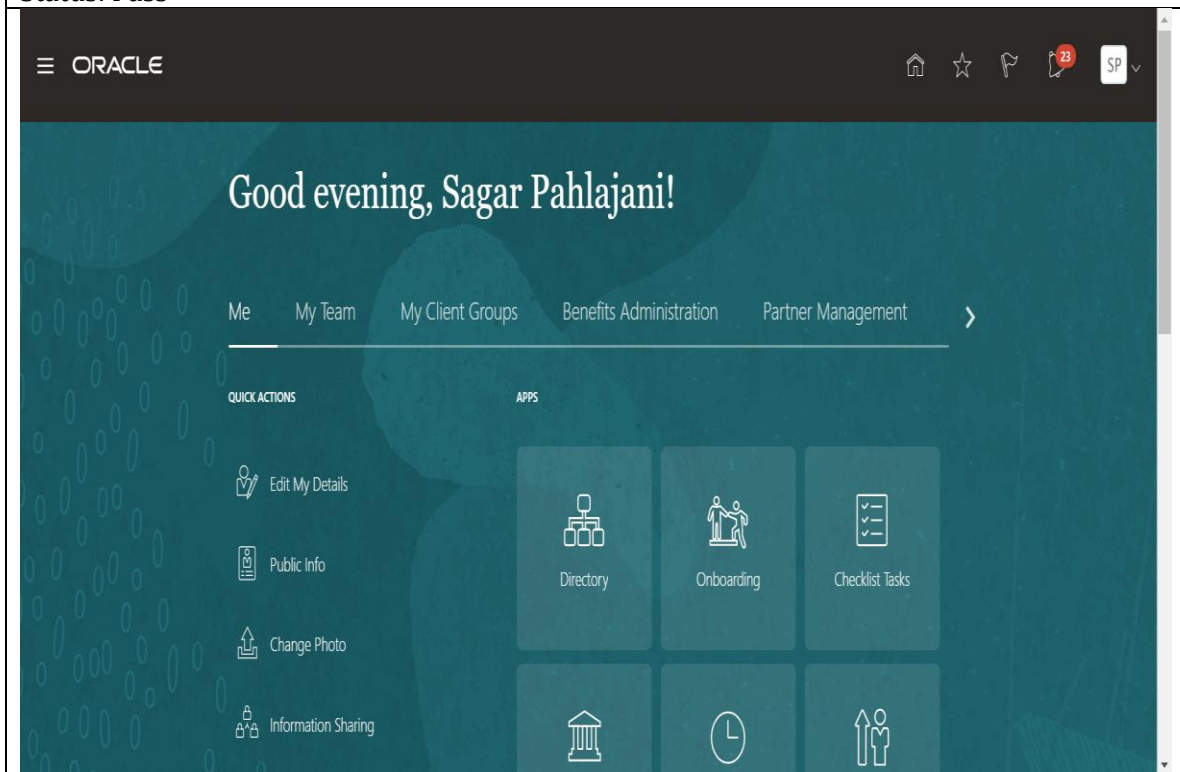 Status: Pass
ORACLE
23
SP
Good evening, Sagar Pahlajani!
Me My Team My Client Groups Benefits Administration Partner Management
QUICK ACTIONS APPS
Edit My Details
Public Info
Directory Onboarding Checklist Tasks
Change Photo
Information Sharing